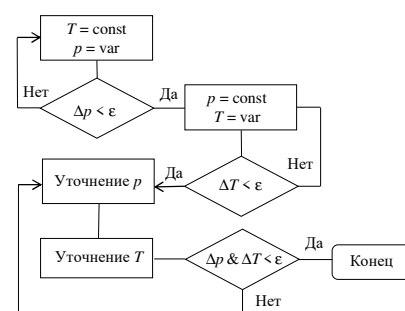 T = const
p = var
Нет
Да
Δp < ε
p = const
T = var
Да
Нет
Уточнение p
ΔT < ε
Уточнение T
Δp & ΔT < ε
Да
Конец
Нет